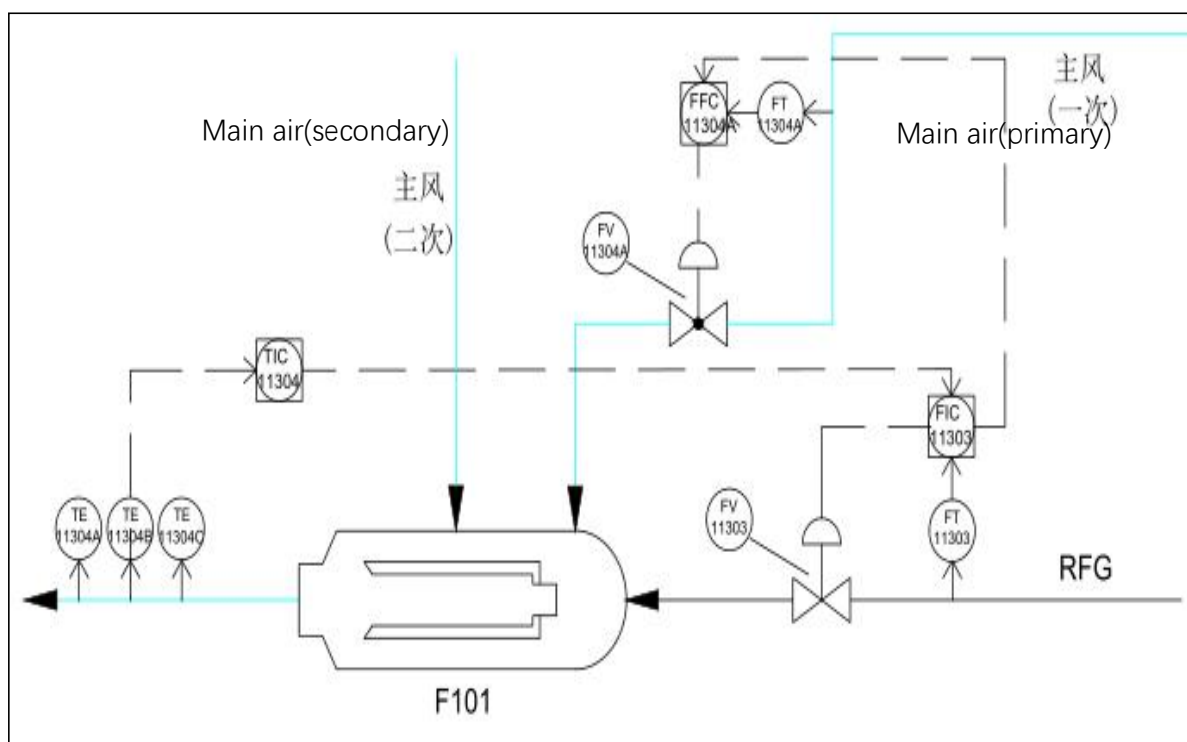 Main air(secondary)
主风
(二次)
FFC
11304A
FT
11304A
主风
(一次)
Main air(primary)
FV
11304A
TIC
11304
FIC
11303
TE
11304A
TE
11304B
TE
11304C
FV
11303
FT
11303
RFG
F101